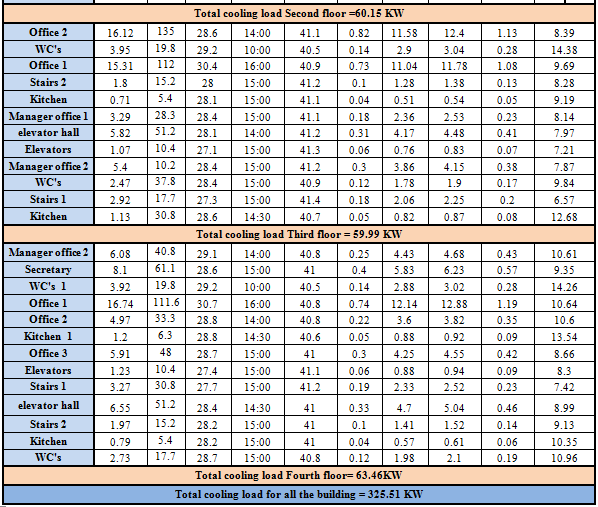 Total cooling load Second floor =60.15 KW
Office 2 16.12 135 28.6 14:00 41.1 0.82 11.58 12.4 1.13 8.39
WC's 3.95 19.8 29.2 10:00 40.5 0.14 2.9 3.04 0.28 14.38
Office 1 15.31 112 30.4 16:00 40.9 0.73 11.04 11.78 1.08 9.69
Stairs 2 1.8 15.2 28 15:00 41.2 0.1 1.28 1.38 0.13 8.28
Kitchen 0.71 5.4 28.1 15:00 41.1 0.04 0.51 0.54 0.05 9.19
Manager office 1 3.29 28.3 28.4 15:00 41.1 0.18 2.36 2.53 0.23 8.14
elevator hall 5.82 51.2 28.1 14:00 41.2 0.31 4.17 4.48 0.41 7.97
Elevators 1.07 10.4 27.1 15:00 41.3 0.06 0.76 0.83 0.07 7.21
Manager office 2 5.4 10.2 28.4 15:00 41.2 0.3 3.86 4.15 0.38 7.87
WC's 2.47 37.8 28.4 15:00 40.9 0.12 1.78 1.9 0.17 9.84
Stairs 1 2.92 17.7 27.3 15:00 41.4 0.18 2.06 2.25 0.2 6.57
Kitchen 1.13 30.8 28.6 14:30 40.7 0.05 0.82 0.87 0.08 12.68
Total cooling load Third floor = 59.99 KW
Manager office 2 6.08 40.8 29.1 14:00 40.8 0.25 4.43 4.68 0.43 10.61
Secretary 8.1 61.1 28.6 15:00 41 0.4 5.83 6.23 0.57 9.35
WC's 1 3.92 19.8 29.2 10:00 40.5 0.14 2.88 3.02 0.28 14.26
Office 1 16.74 111.6 30.7 16:00 40.8 0.74 12.14 12.88 1.19 10.64
Office 2 4.97 33.3 28.8 14:00 40.8 0.22 3.6 3.82 0.35 10.6
Kitchen 1 1.2 6.3 28.8 14:30 40.6 0.05 0.88 0.92 0.09 13.54
Office 3 5.91 48 28.7 15:00 41 0.3 4.25 4.55 0.42 8.66
Elevators 1.23 10.4 27.4 15:00 41.1 0.06 0.88 0.94 0.09 8.3
Stairs 1 3.27 30.8 27.7 15:00 41.2 0.19 2.33 2.52 0.23 7.42
elevator hall 6.55 51.2 28.4 14:30 41 0.33 4.7 5.04 0.46 8.99
Stairs 2 1.97 15.2 28.2 15:00 41 0.1 1.41 1.52 0.14 9.13
Kitchen 0.79 5.4 28.2 15:00 41 0.04 0.57 0.61 0.06 10.35
WC's 2.73 17.7 28.7 15:00 40.8 0.12 1.98 2.1 0.19 10.96
Total cooling load Fourth floor= 63.46KW
Total cooling load for all the building = 325.51 KW